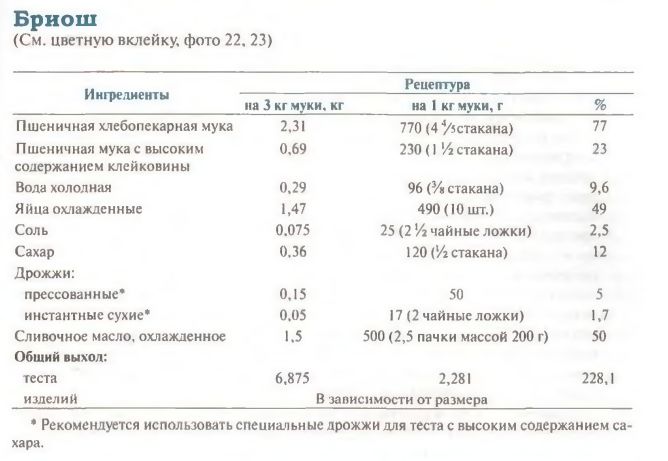 Бриош
(См. цветную вклейку, фото 22, 23)
Ингредиенты Рецептура
на 3 кг муки, кг на 1 кг муки, г %
Пшеничная хлебопекарная мука 2,31 770 (4 ⁴/₅стакана) 77
Пшеничная мука с высоким 0,69 230 (1 ½ стакана) 23
содержанием клейковины
Вода холодная 0,29 96 (⅜ стакана) 9,6
Яйца охлажденные 1,47 490 (10 шт.) 49
Соль 0,075 25 (2 ½ чайные ложки) 2,5
Сахар 0,36 120 (½ стакана) 12
Дрожжи:
прессованные* 0,15 50 5
инстантные сухие* 0,05 17 (2 чайные ложки) 1,7
Сливочное масло, охлажденное 1,5 500 (2,5 пачки массой 200 г) 50
Общий выход:
теста 6,875 2,281 228,1
изделий В зависимости от размера
* Рекомендуется использовать специальные дрожжи для теста с высоким содержанием са-
хара.